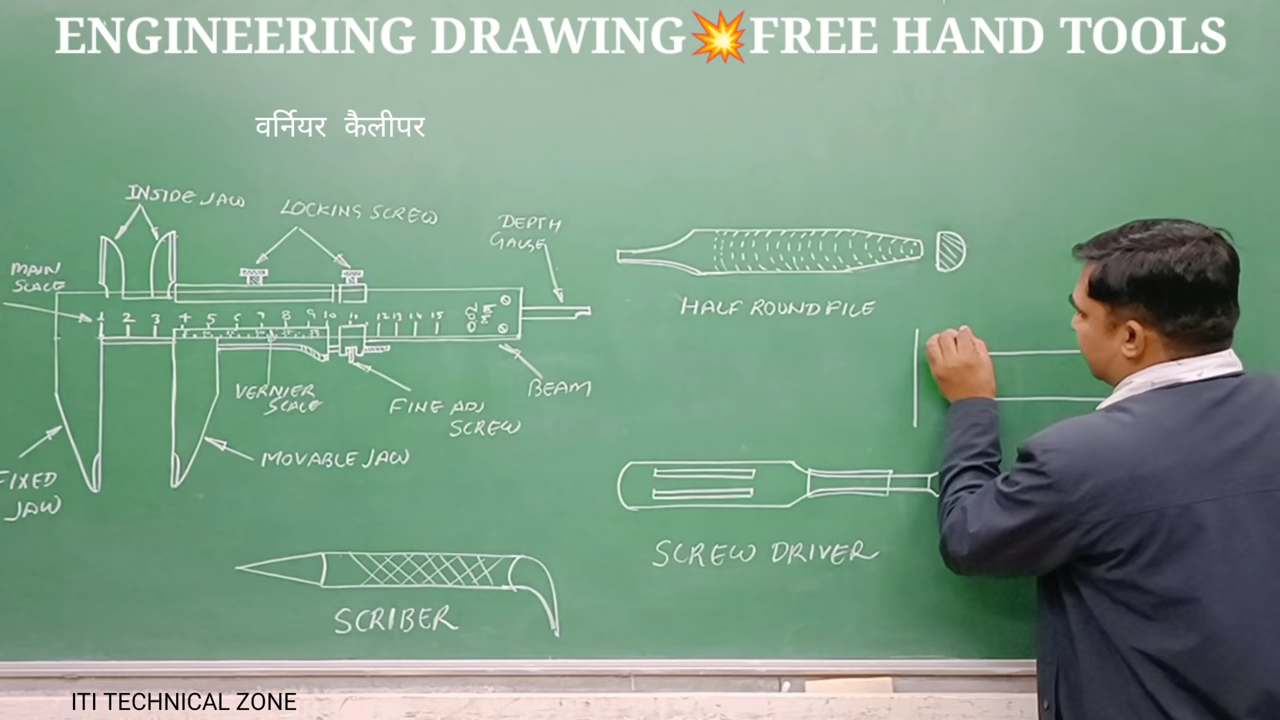 ENGINEERING DRAWING💥FREE HAND TOOLS
वर्नियर कैलीपर
INSIDE JAW
LOCKING SCREW
DEPTH
GAUGE
MAIN
SCALE
1 2 3 4 5 6 7 8 9 10 11 12 13 14 15
HALF ROUND FILE
VERNIER
SCALE
FINE ADJ
SCREW
BEAM
MOVABLE JAW
FIXED
JAW
SCREW DRIVER
SCRIBER
ITI TECHNICAL ZONE